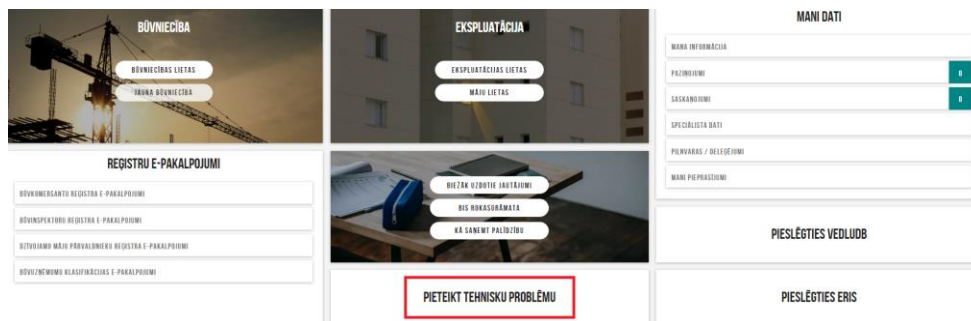 BŪVNIECĪBA
BŪVNIECĪBAS LIETAS
JAUNA BŪVNIECĪBA
EKSPLUATĀCIJA
EKSPLUATĀCIJAS LIETAS
MĀJU LIETAS
MANI DATI
MANA INFORMĀCIJA
PAZIŅOJUMI 0
SASKAŅOJUMI 0
SPECIĀLISTA DATI
PILNVARAS / DELEĢĒJUMI
MANI PIEPRASĪJUMI
REĢISTRU E-PAKALPOJUMI
BŪVKOMERSANTU REĢISTRA E-PAKALPOJUMI
BŪVINSPEKTORU REĢISTRA E-PAKALPOJUMI
DZĪVOJAMO MĀJU PĀRVALDNIEKU REĢISTRA E-PAKALPOJUMI
BŪVUZŅĒMUMU KLASIFIKĀCIJAS E-PAKALPOJUMI
BIEŽĀK UZDOTIE JAUTĀJUMI
BIS ROKASGRĀMATA
KĀ SAŅEMT PALĪDZĪBU
PIETEIKT TEHNISKU PROBLĒMU
PIESLĒGTIES VEDLUDB
PIESLĒGTIES ERIS